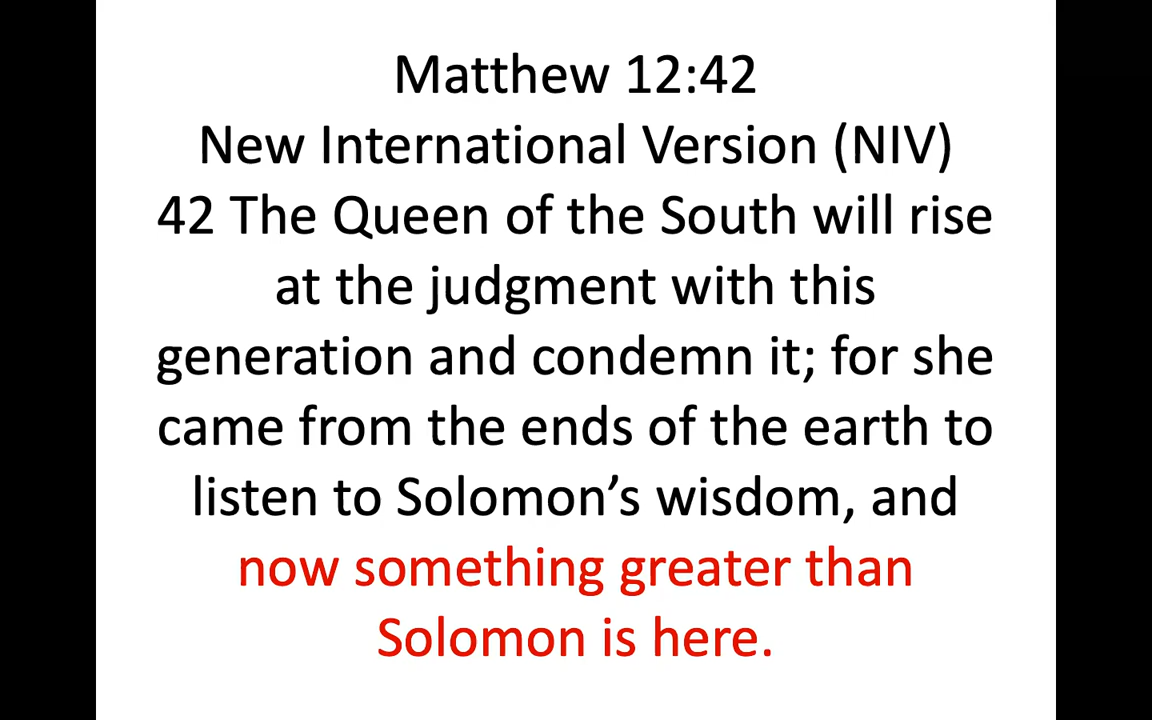 Matthew 12:42
New International Version (NIV)
42 The Queen of the South will rise
at the judgment with this
generation and condemn it; for she
came from the ends of the earth to
listen to Solomon’s wisdom, and
now something greater than
Solomon is here.